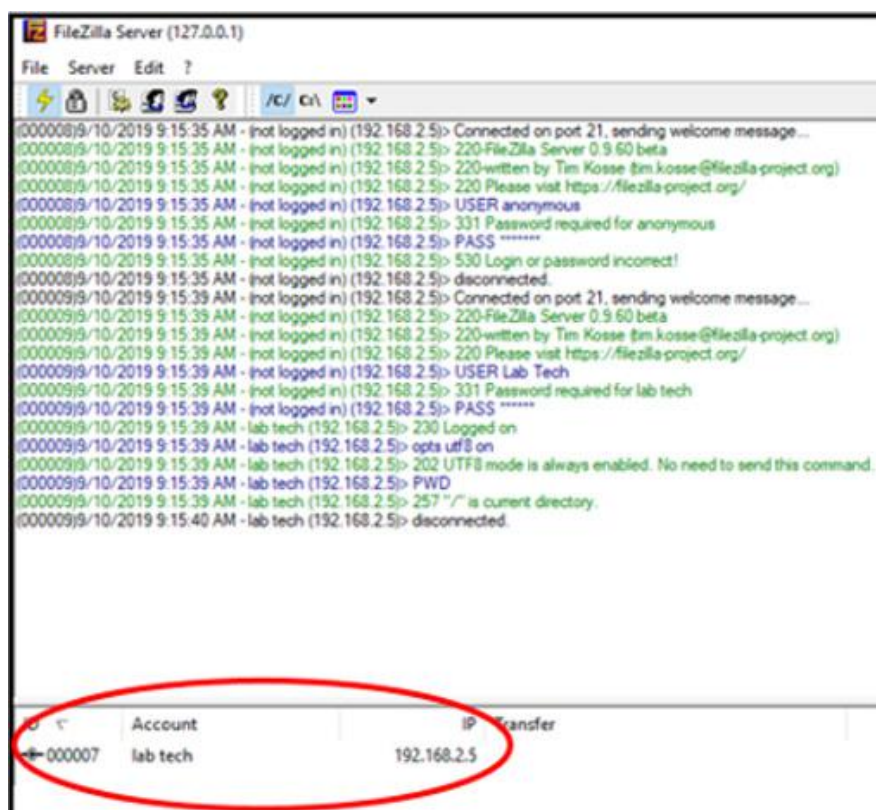 FileZilla Server (127.0.0.1)
File Server Edit ?
/C/ C:\
(000008)9/10/2019 9:15:35 AM - (not logged in) (192.168.2.5)> Connected on port 21, sending welcome message...
(000008)9/10/2019 9:15:35 AM - (not logged in) (192.168.2.5)> 220-FileZilla Server 0.9.60 beta
(000008)9/10/2019 9:15:35 AM - (not logged in) (192.168.2.5)> 220-written by Tim Kosse (tim.kosse@filezilla-project.org)
(000008)9/10/2019 9:15:35 AM - (not logged in) (192.168.2.5)> 220 Please visit https://filezilla-project.org/
(000008)9/10/2019 9:15:35 AM - (not logged in) (192.168.2.5)> USER anonymous
(000008)9/10/2019 9:15:35 AM - (not logged in) (192.168.2.5)> 331 Password required for anonymous
(000008)9/10/2019 9:15:35 AM - (not logged in) (192.168.2.5)> PASS *******
(000008)9/10/2019 9:15:35 AM - (not logged in) (192.168.2.5)> 530 Login or password incorrect!
(000008)9/10/2019 9:15:35 AM - (not logged in) (192.168.2.5)> disconnected.
(000009)9/10/2019 9:15:39 AM - (not logged in) (192.168.2.5)> Connected on port 21, sending welcome message...
(000009)9/10/2019 9:15:39 AM - (not logged in) (192.168.2.5)> 220-FileZilla Server 0.9.60 beta
(000009)9/10/2019 9:15:39 AM - (not logged in) (192.168.2.5)> 220-written by Tim Kosse (tim.kosse@filezilla-project.org)
(000009)9/10/2019 9:15:39 AM - (not logged in) (192.168.2.5)> 220 Please visit https://filezilla-project.org/
(000009)9/10/2019 9:15:39 AM - (not logged in) (192.168.2.5)> USER Lab Tech
(000009)9/10/2019 9:15:39 AM - (not logged in) (192.168.2.5)> 331 Password required for lab tech
(000009)9/10/2019 9:15:39 AM - (not logged in) (192.168.2.5)> PASS ******
(000009)9/10/2019 9:15:39 AM - lab tech (192.168.2.5)> 230 Logged on
(000009)9/10/2019 9:15:39 AM - lab tech (192.168.2.5)> opts utf8 on
(000009)9/10/2019 9:15:39 AM - lab tech (192.168.2.5)> 202 UTF8 mode is always enabled. No need to send this command.
(000009)9/10/2019 9:15:39 AM - lab tech (192.168.2.5)> PWD
(000009)9/10/2019 9:15:39 AM - lab tech (192.168.2.5)> 257 "/" is current directory.
(000009)9/10/2019 9:15:40 AM - lab tech (192.168.2.5)> disconnected.
ID Account IP Transfer
000007 lab tech 192.168.2.5